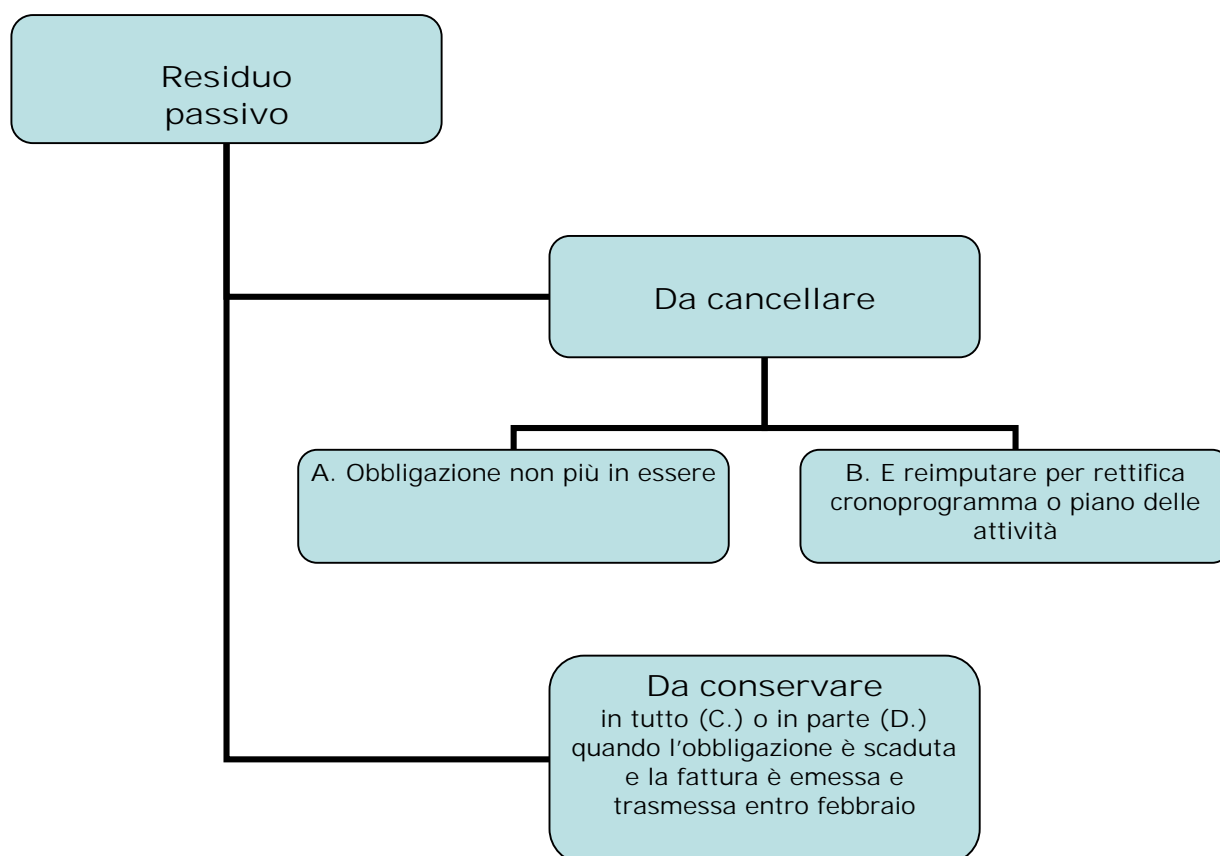 Residuo
passivo
Da cancellare
A. Obbligazione non più in essere
B. E reimputare per rettifica
cronoprogramma o piano delle
attività
Da conservare
in tutto (C.) o in parte (D.)
quando l'obbligazione è scaduta
e la fattura è emessa e
trasmessa entro febbraio